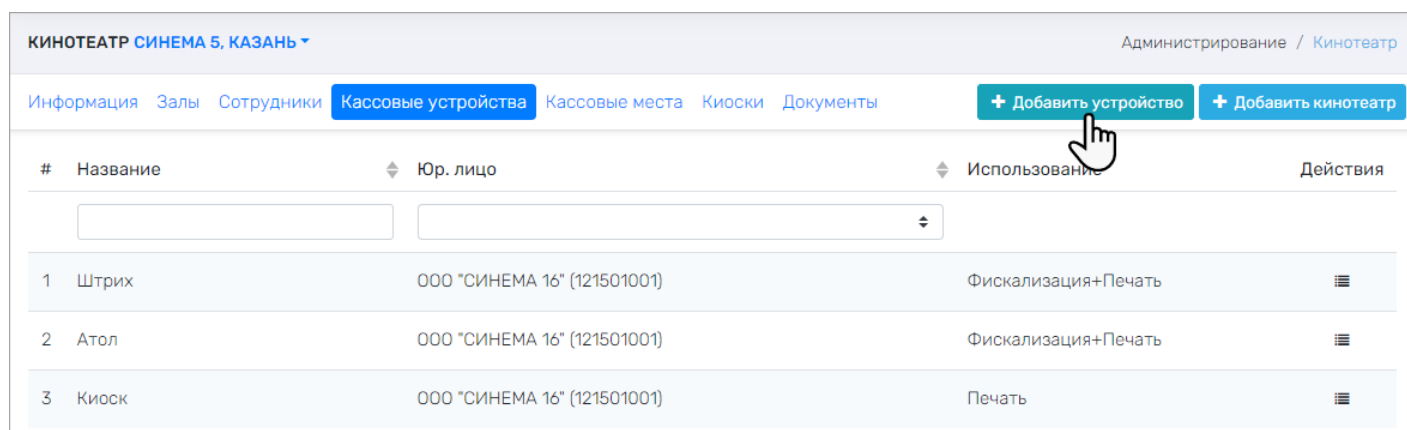 КИНОТЕАТР СИНЕМА 5, КАЗАНЬ Администрирование / Кинотеатр
Информация Залы Сотрудники Кассовые устройства Кассовые места Киоски Документы + Добавить устройство + Добавить кинотеатр
# Название Юр. лицо Использование Действия
1 Штрих ООО "СИНЕМА 16" (121501001) Фискализация+Печать
2 Атол ООО "СИНЕМА 16" (121501001) Фискализация+Печать
3 Киоск ООО "СИНЕМА 16" (121501001) Печать